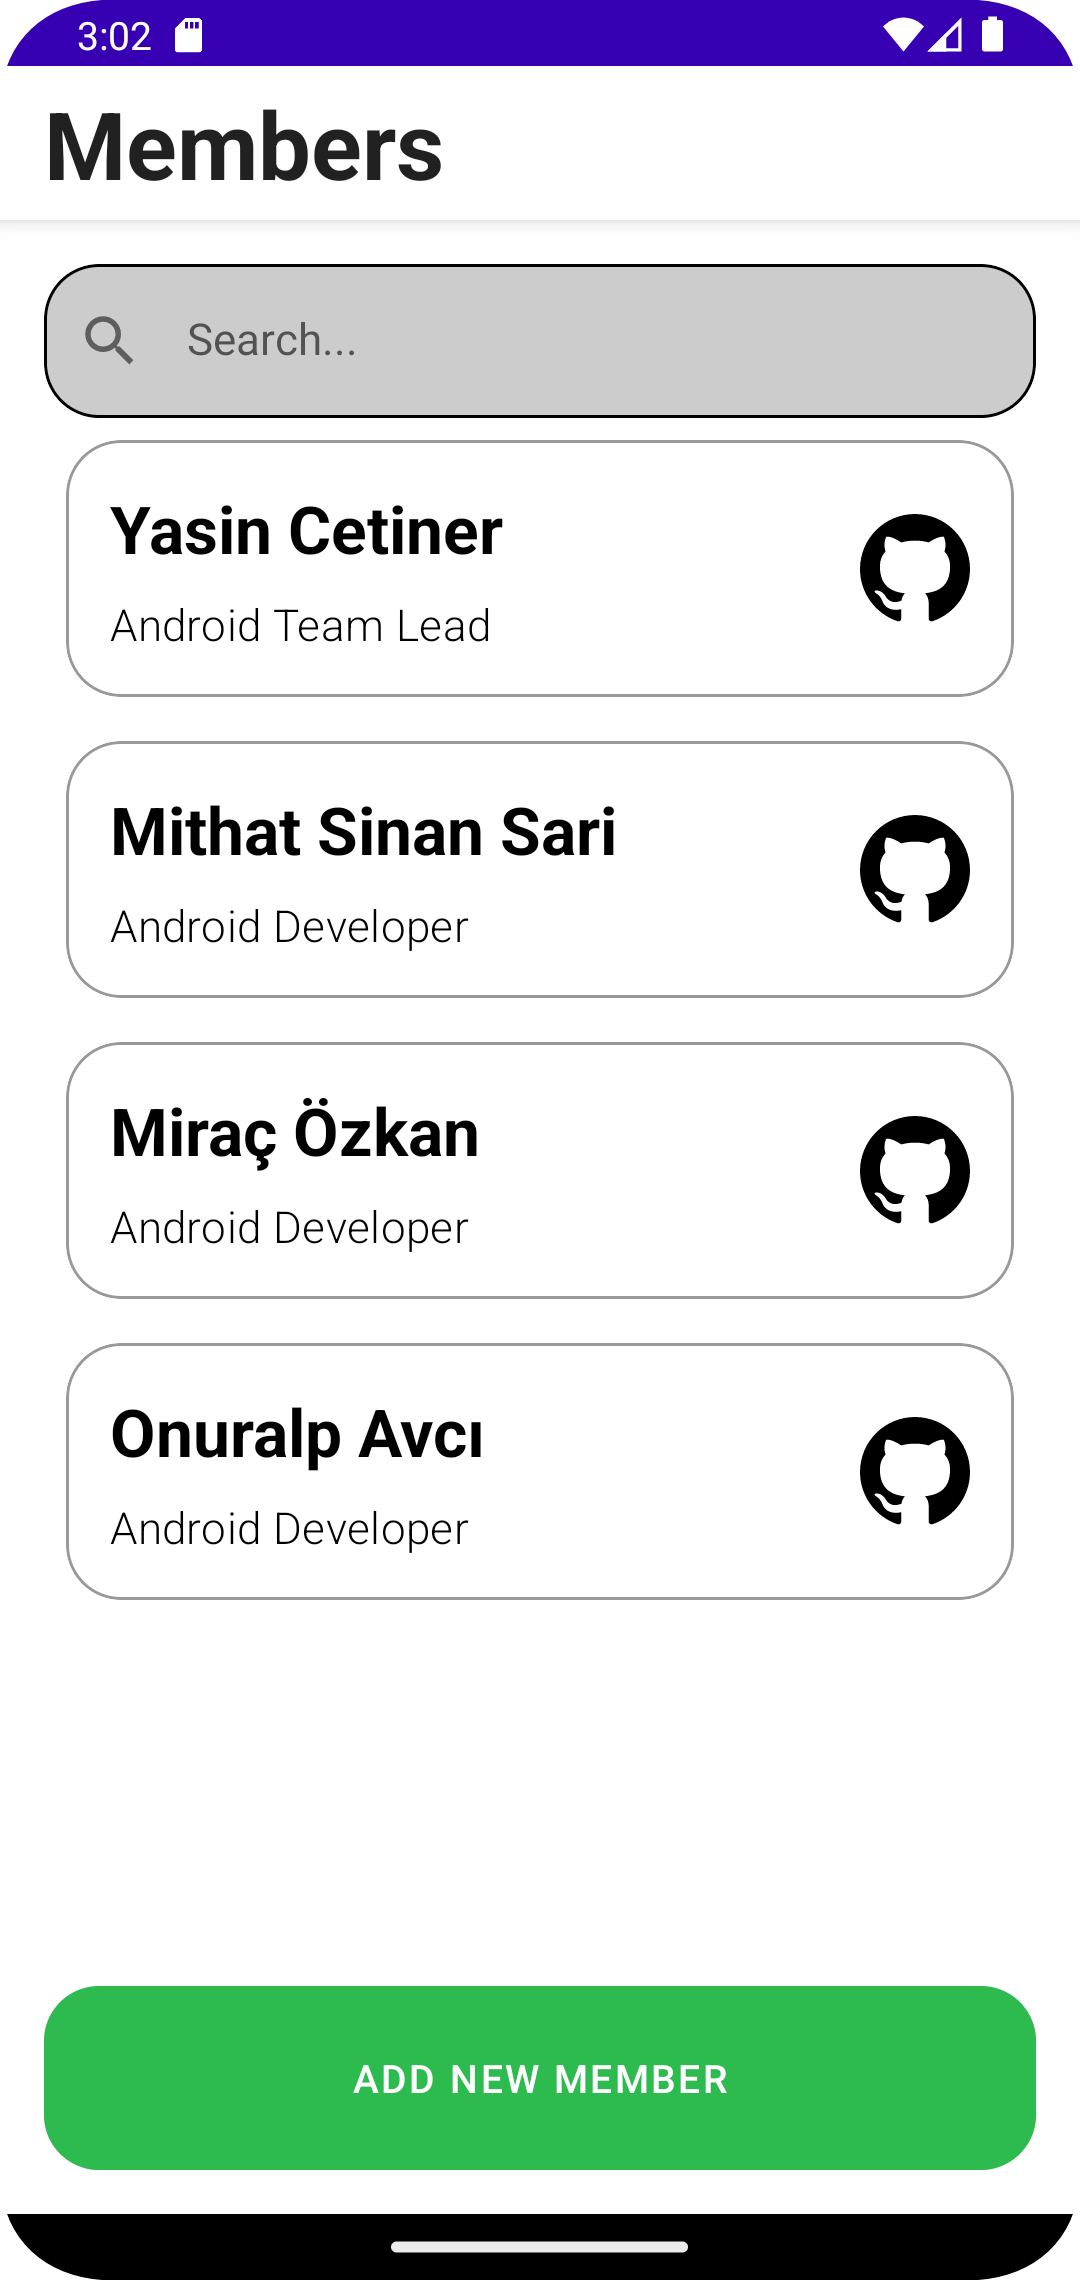 3:02
Members
Search...
Yasin Cetiner
Android Team Lead
Mithat Sinan Sari
Android Developer
Miraç Özkan
Android Developer
Onuralp Avcı
Android Developer
ADD NEW MEMBER